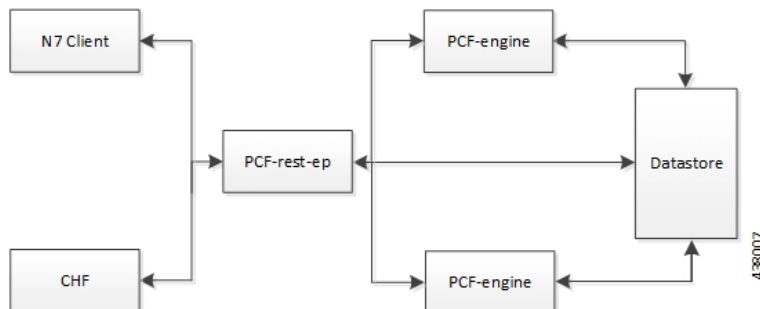 N7 Client
PCF-engine
PCF-rest-ep
Datastore
CHF
PCF-engine
438007